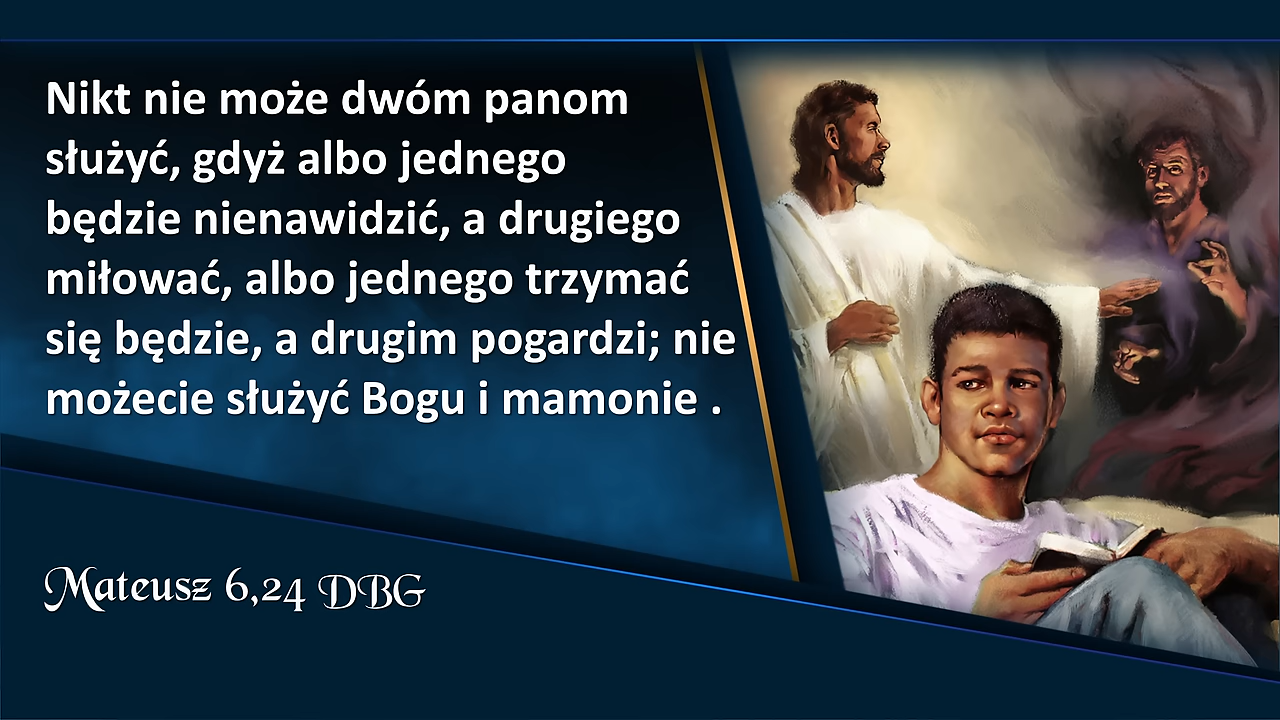 Nikt nie może dwóm panom
służyć, gdyż albo jednego
będzie nienawidzić, a drugiego
miłować, albo jednego trzymać
się będzie, a drugim pogardzi; nie
możecie służyć Bogu i mamonie .
Mateusz 6,24 DBG